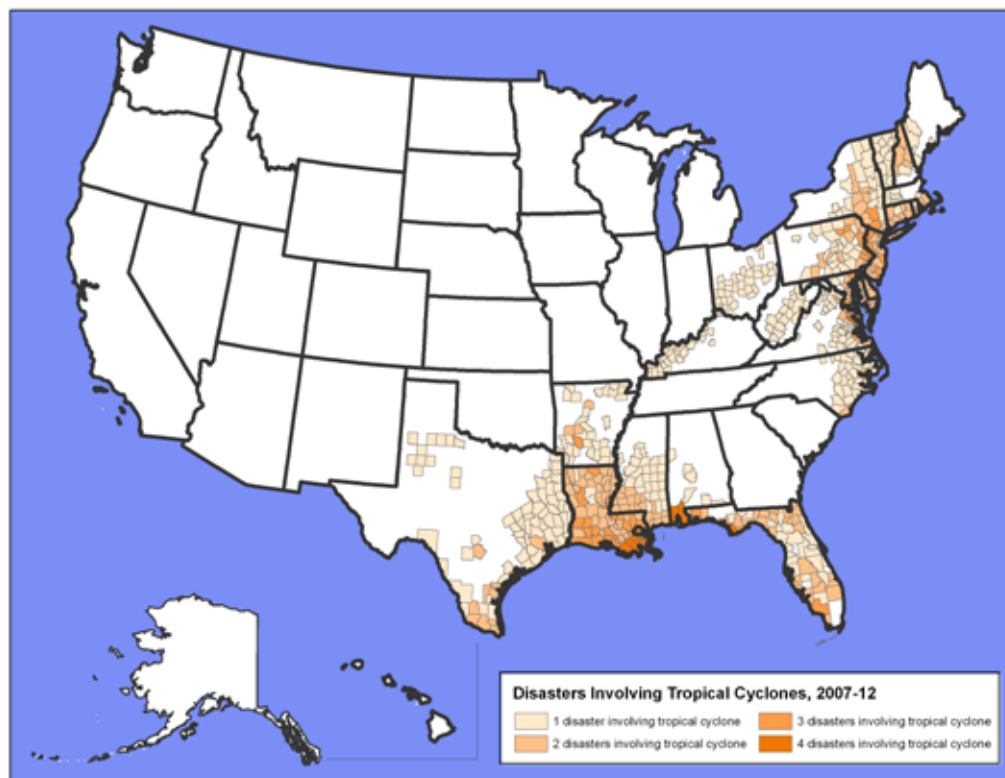 Disasters Involving Tropical Cyclones, 2007-12
1 disaster involving tropical cyclone
3 disasters involving tropical cyclone
2 disasters involving tropical cyclone
4 disasters involving tropical cyclone